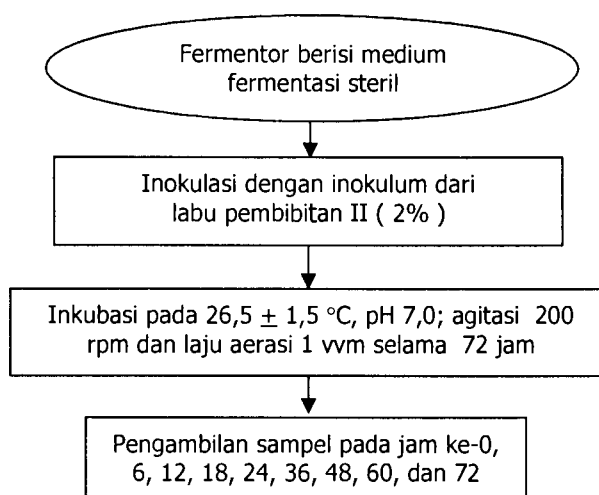 Fermentor berisi medium
fermentasi steril
Inokulasi dengan inokulum dari
labu pembibitan II ( 2% )
Inkubasi pada 26,5 ± 1,5 °C, pH 7,0; agitasi 200
rpm dan laju aerasi 1 vvm selama 72 jam
Pengambilan sampel pada jam ke-0,
6, 12, 18, 24, 36, 48, 60, dan 72